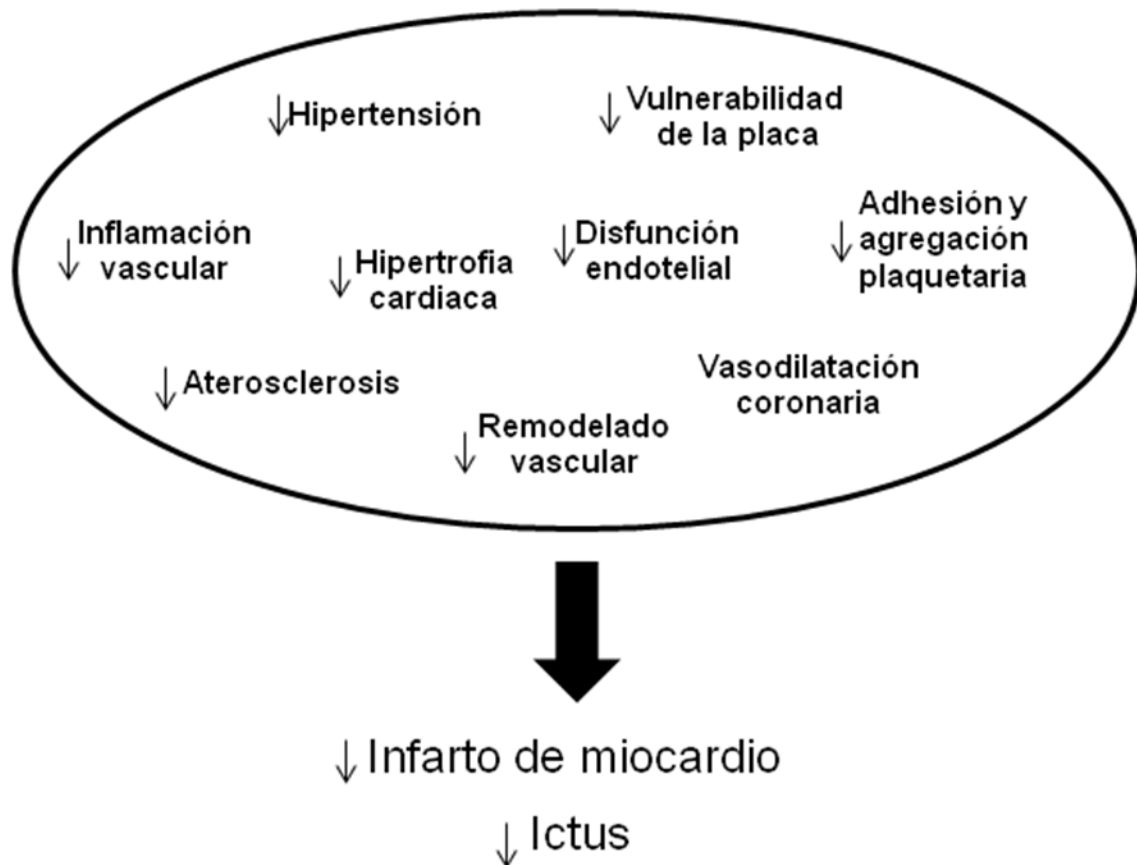 ↓Hipertensión
↓ Vulnerabilidad
de la placa
↓ Inflamación
vascular
↓ Hipertrofia
cardiaca
↓ Disfunción
endotelial
↓ Adhesión y
agregación
plaquetaria
↓ Aterosclerosis
↓ Remodelado
vascular
Vasodilatación
coronaria
↓ Infarto de miocardio
↓ Ictus